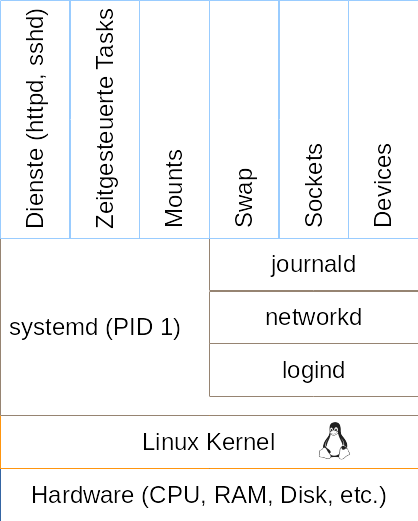 Dienste (httpd, sshd)
Zeitgesteuerte Tasks
Mounts
Swap
Sockets
Devices
journald
networkd
systemd (PID 1)
logind
Linux Kernel
Hardware (CPU, RAM, Disk, etc.)